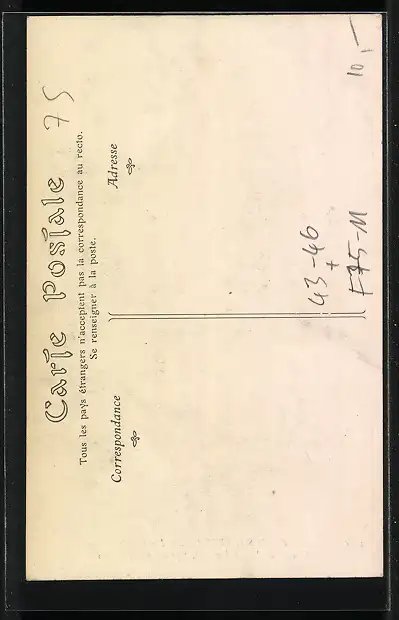 Carte Postale 75
Tous les pays étrangers n'acceptent pas la correspondance au recto.
Se renseigner à la poste.
Correspondance
Adresse
43-46
+
F75-M
10,-